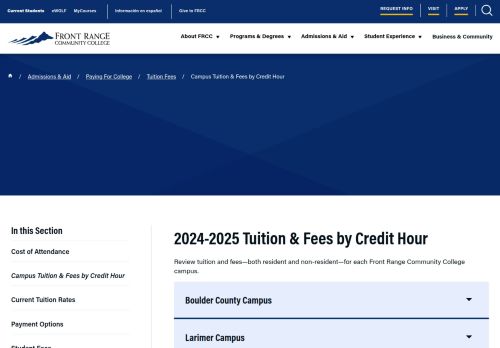 Current Students eWOLF MyCourses Información en español Give to FRCC REQUEST INFO VISIT APPLY
FRONT RANGE
COMMUNITY COLLEGE
About FRCC Programs & Degrees Admissions & Aid Student Experience Business & Community
/ Admissions & Aid / Paying For College / Tuition Fees / Campus Tuition & Fees by Credit Hour
In this Section
Cost of Attendance
Campus Tuition & Fees by Credit Hour
Current Tuition Rates
Payment Options
Student Fees
2024-2025 Tuition & Fees by Credit Hour
Review tuition and fees—both resident and non-resident—for each Front Range Community College
campus.
Boulder County Campus
Larimer Campus